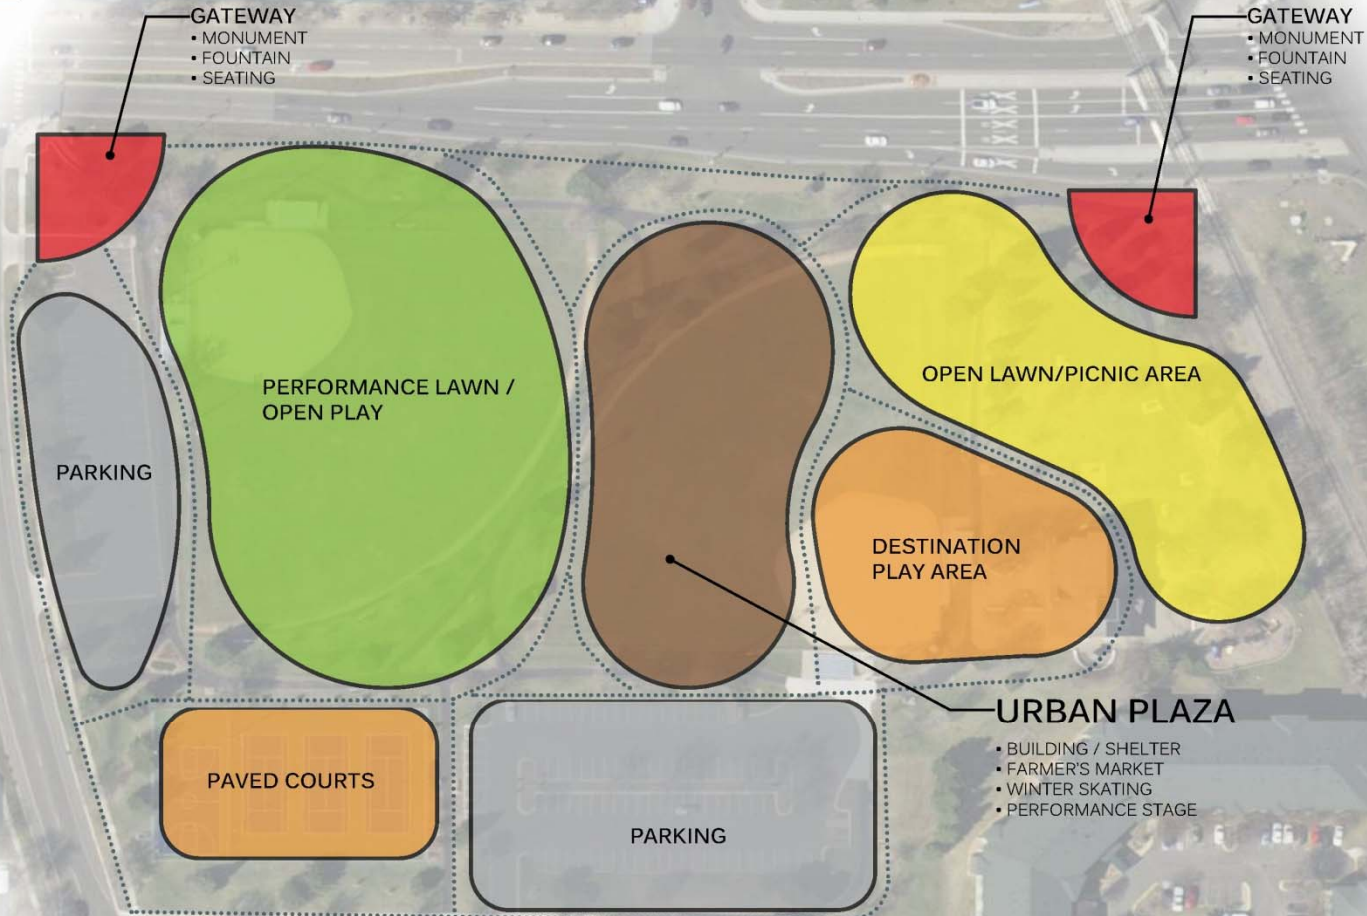 GATEWAY
▪ MONUMENT
▪ FOUNTAIN
▪ SEATING
GATEWAY
▪ MONUMENT
▪ FOUNTAIN
▪ SEATING
PERFORMANCE LAWN /
OPEN PLAY
OPEN LAWN/PICNIC AREA
PARKING
DESTINATION
PLAY AREA
URBAN PLAZA
▪ BUILDING / SHELTER
▪ FARMER'S MARKET
▪ WINTER SKATING
▪ PERFORMANCE STAGE
PAVED COURTS
PARKING